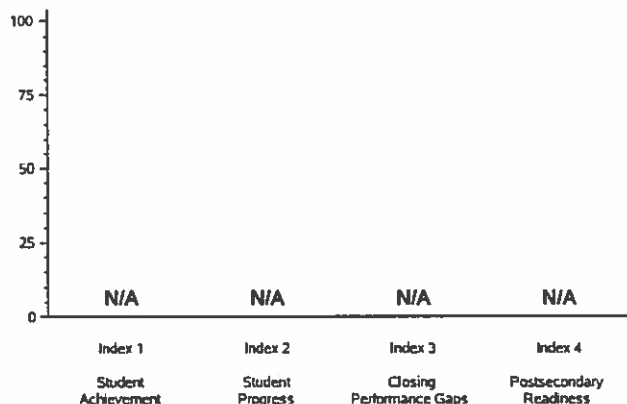 100
75
50
25
0
N/A N/A N/A N/A
Index 1 Index 2 Index 3 Index 4
Student Student Closing Postsecondary
Achievement Progress Performance Gaps Readiness